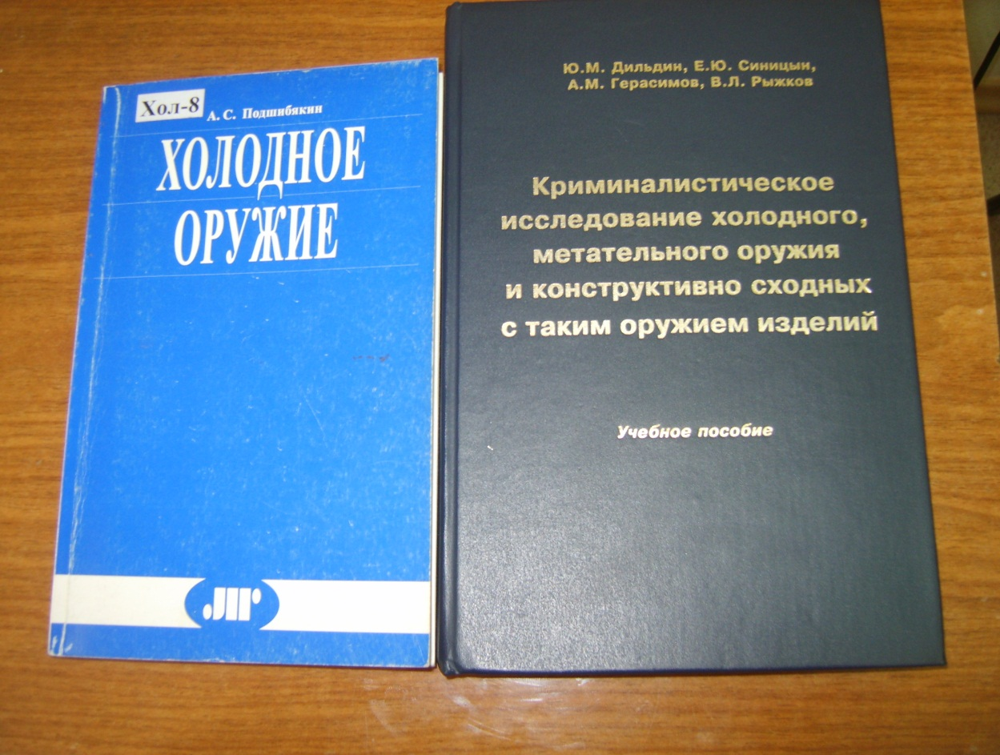 Хол-8
А. С. Подшибякин
ХОЛОДНОЕ
ОРУЖИЕ
ЛГ
Ю.М. Дильдин, Е.Ю. Синицын,
А.М. Герасимов, В.Л. Рыжков
Криминалистическое
исследование холодного,
метательного оружия
и конструктивно сходных
с таким оружием изделий
Учебное пособие